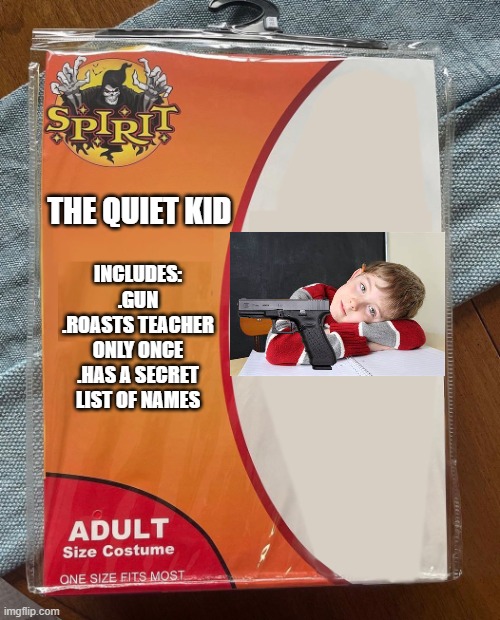 SPIRIT
THE QUIET KID
INCLUDES:
.GUN
.ROASTS TEACHER
ONLY ONCE
.HAS A SECRET
LIST OF NAMES
ADULT
Size Costume
ONE SIZE FITS MOST
imgflip.com